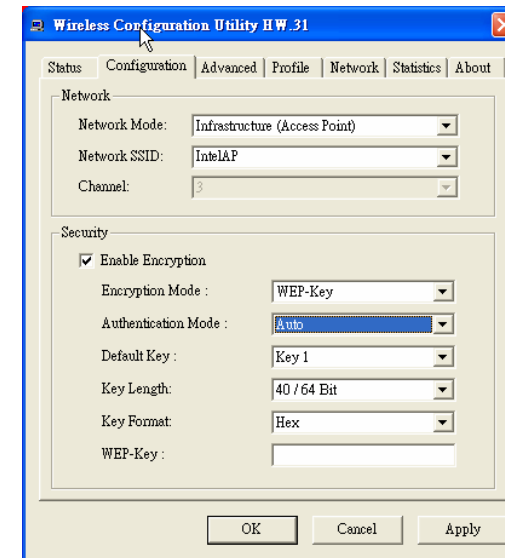 Wireless Configuration Utility HW.31
Status Configuration Advanced Profile Network Statistics About
Network
Network Mode: Infrastructure (Access Point)
Network SSID: IntelAP
Channel: 3
Security
Enable Encryption
Encryption Mode : WEP-Key
Authentication Mode : Auto
Default Key : Key 1
Key Length: 40 / 64 Bit
Key Format: Hex
WEP-Key :
OK Cancel Apply